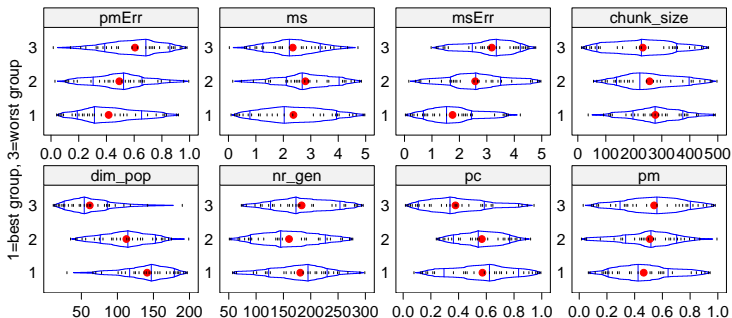 pmErr ms msErr chunk_size
3 3 3 3
2 2 2 2
1 1 1 1
0.0 0.2 0.4 0.6 0.8 1.0 0 1 2 3 4 5 0 1 2 3 4 5 0 100 200 300 400 500
dim_pop nr_gen pc pm
3 3 3 3
2 2 2 2
1 1 1 1
50 100 150 200 50 100 150 200 250 300 0.0 0.2 0.4 0.6 0.8 1.0 0.0 0.2 0.4 0.6 0.8 1.0
1=best group, 3=worst group